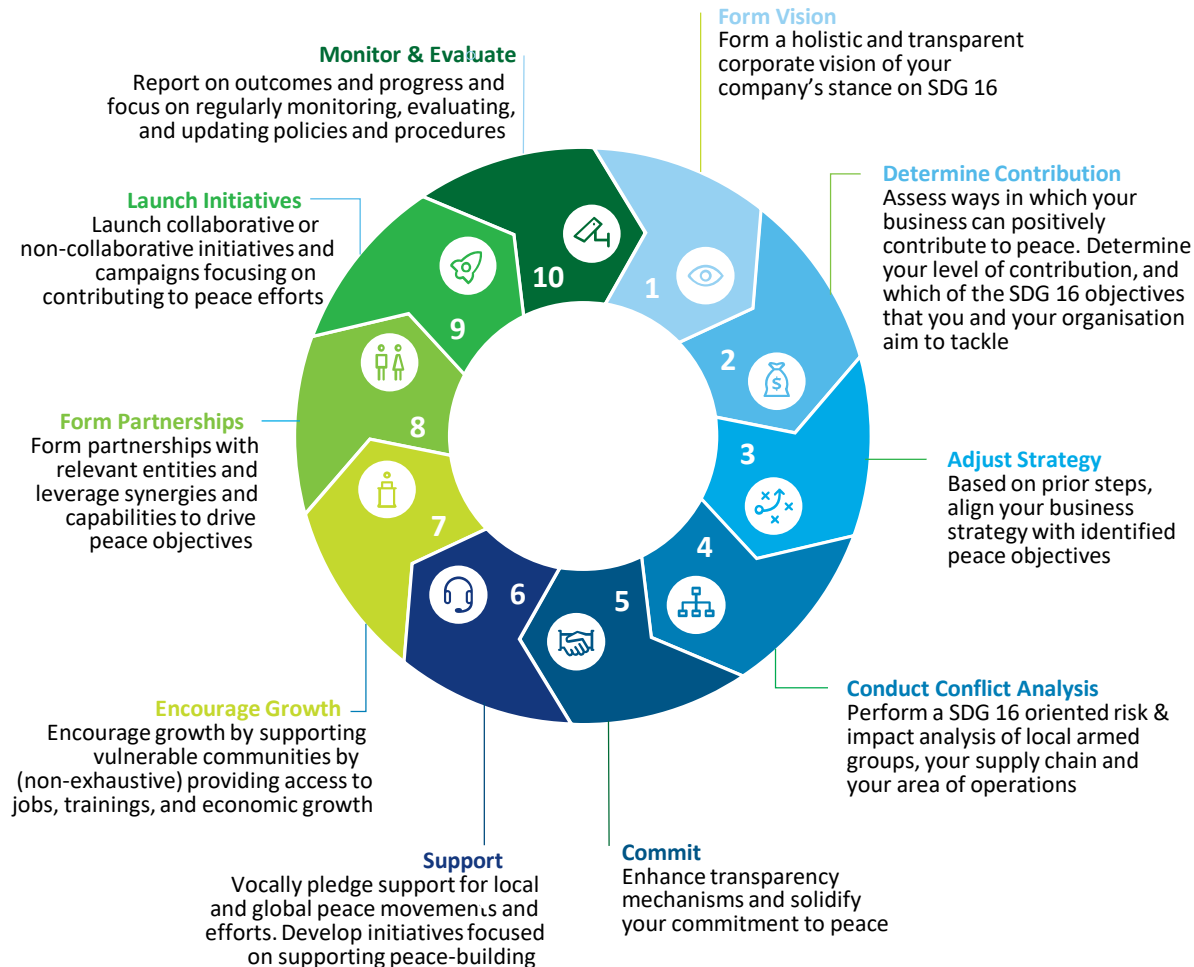 Form Vision
Form a holistic and transparent
corporate vision of your
company's stance on SDG 16
Determine Contribution
Assess ways in which your
business can positively
contribute to peace. Determine
your level of contribution, and
which of the SDG 16 objectives
that you and your organisation
aim to tackle
Adjust Strategy
Based on prior steps,
align your business
strategy with identified
peace objectives
Conduct Conflict Analysis
Perform a SDG 16 oriented risk &
impact analysis of local armed
groups, your supply chain and
your area of operations
Commit
Enhance transparency
mechanisms and solidify
your commitment to peace
Support
Vocally pledge support for local
and global peace movements and
efforts. Develop initiatives focused
on supporting peace-building
Encourage Growth
Encourage growth by supporting
vulnerable communities by
(non-exhaustive) providing access to
jobs, trainings, and economic growth
Form Partnerships
Form partnerships with
relevant entities and
leverage synergies and
capabilities to drive
peace objectives
Launch Initiatives
Launch collaborative or
non-collaborative initiatives and
campaigns focusing on
contributing to peace efforts
Monitor & Evaluate
Report on outcomes and progress and
focus on regularly monitoring, evaluating,
and updating policies and procedures
1
2
$
3
4
5
6
7
8
9
10